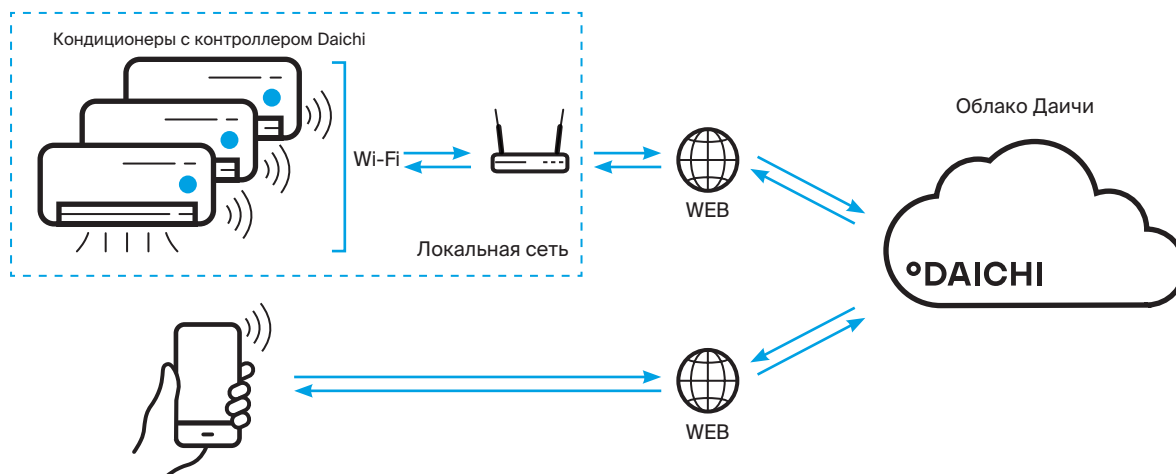 Кондиционеры с контроллером Daichi
Облако Даичи
Wi-Fi
WEB
Локальная сеть
°DAICHI
WEB